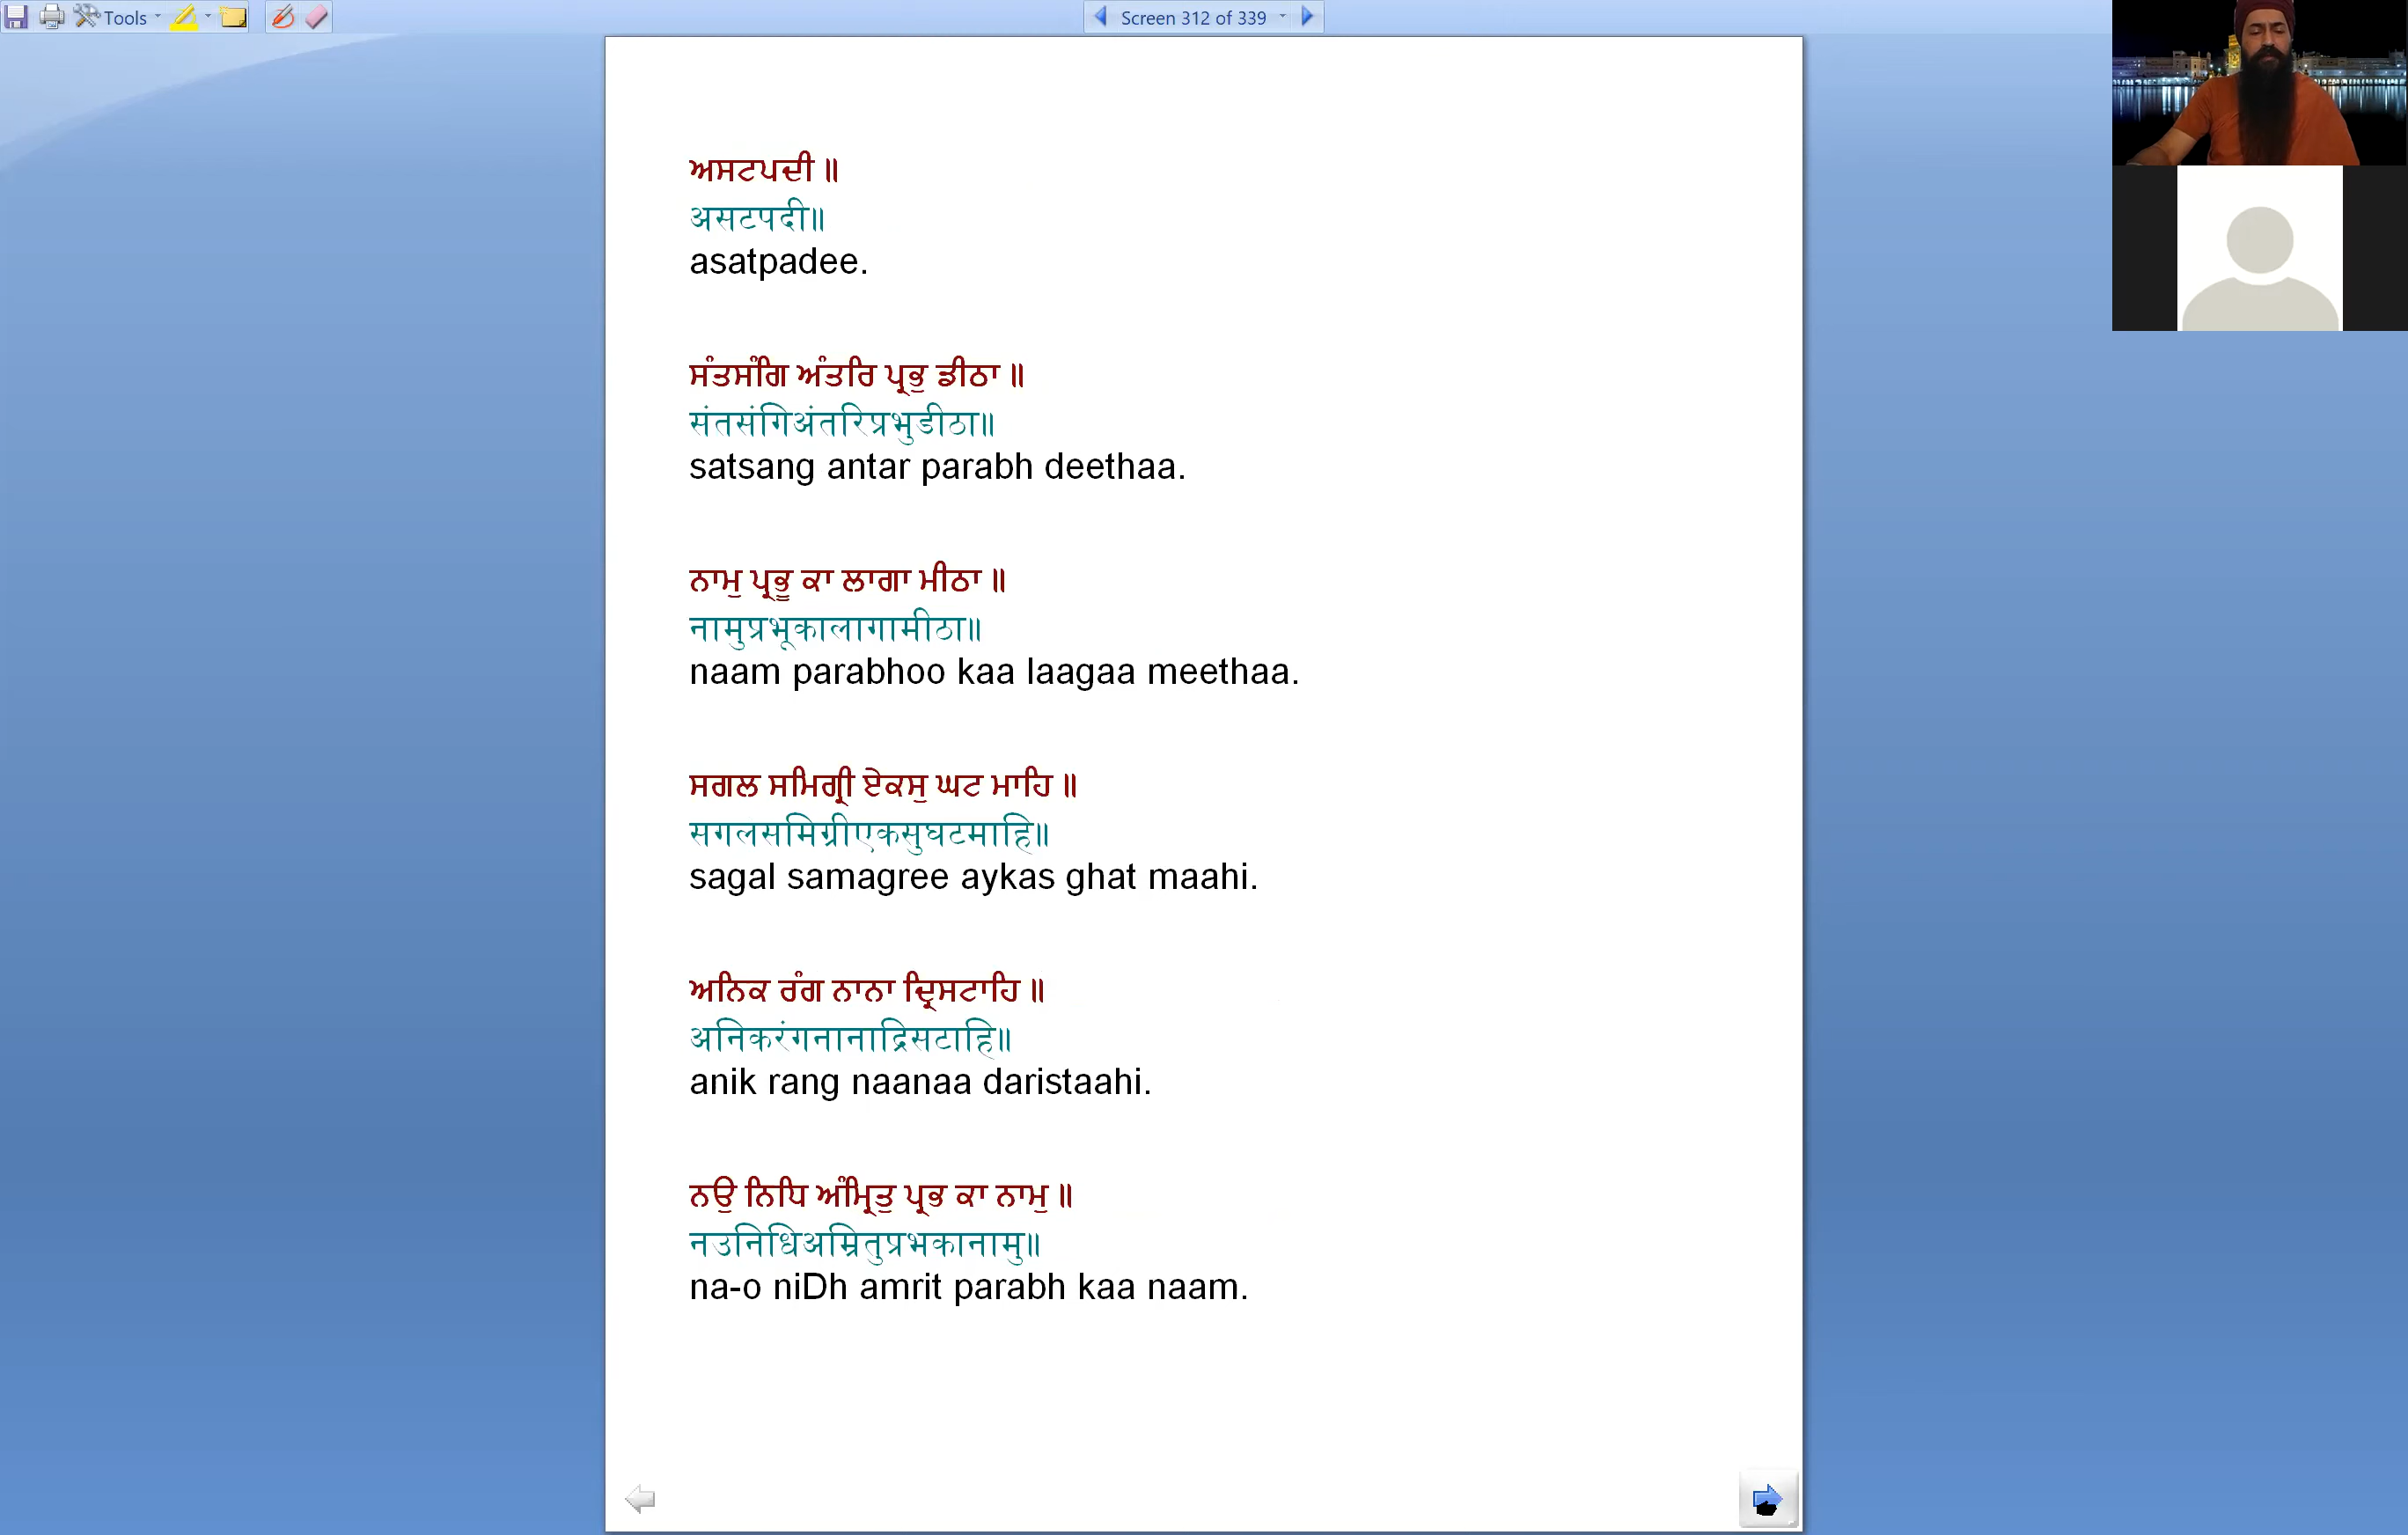 Tools
Screen 312 of 339
ਅਸਟਪਦੀ ॥
असटपदी॥
asatpadee.
ਸੰਤਸੰਗਿ ਅੰਤਰਿ ਪ੍ਰਭੁ ਡੀਠਾ ॥
संतसंगिअंतरिप्रभुडीठा॥
satsang antar parabh deethaa.
ਨਾਮੁ ਪ੍ਰਭੂ ਕਾ ਲਾਗਾ ਮੀਠਾ ॥
नामुप्रभूकालागामीठा॥
naam parabhoo kaa laagaa meethaa.
ਸਗਲ ਸਮਿਗ੍ਰੀ ਏਕਸੁ ਘਟ ਮਾਹਿ ॥
सगलसमिग्रीएकसुघटमाहि॥
sagal samagree aykas ghat maahi.
ਅਨਿਕ ਰੰਗ ਨਾਨਾ ਦ੍ਰਿਸਟਾਹਿ ॥
अनिकरंगनानाद्रिसटाहि॥
anik rang naanaa daristaahi.
ਨਉ ਨਿਧਿ ਅੰਮ੍ਰਿਤੁ ਪ੍ਰਭ ਕਾ ਨਾਮੁ ॥
नउनिधिअम्रितुप्रभकानामु॥
na-o niDh amrit parabh kaa naam.